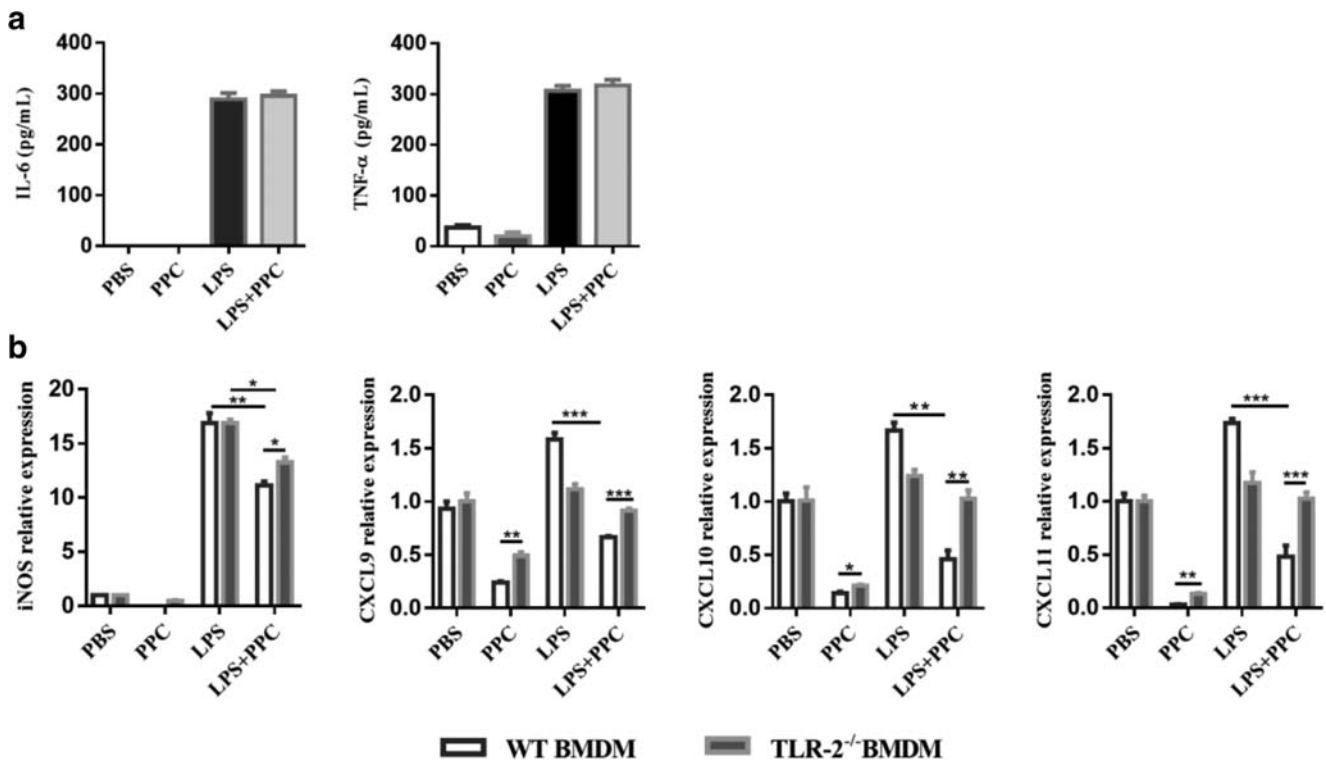 a
IL-6 (pg/mL)
400
300
200
100
0
PBS
PPC
LPS
LPS+PPC
TNF-α (pg/mL)
400
300
200
100
0
PBS
PPC
LPS
LPS+PPC
b
iNOS relative expression
20
15
10
5
0
*
**
*
PBS
PPC
LPS
LPS+PPC
CXCL9 relative expression
2.0
1.5
1.0
0.5
0.0
**
***
***
PBS
PPC
LPS
LPS+PPC
CXCL10 relative expression
2.0
1.5
1.0
0.5
0.0
*
**
**
PBS
PPC
LPS
LPS+PPC
CXCL11 relative expression
2.0
1.5
1.0
0.5
0.0
**
***
***
PBS
PPC
LPS
LPS+PPC
WT BMDM
TLR-2-/-BMDM